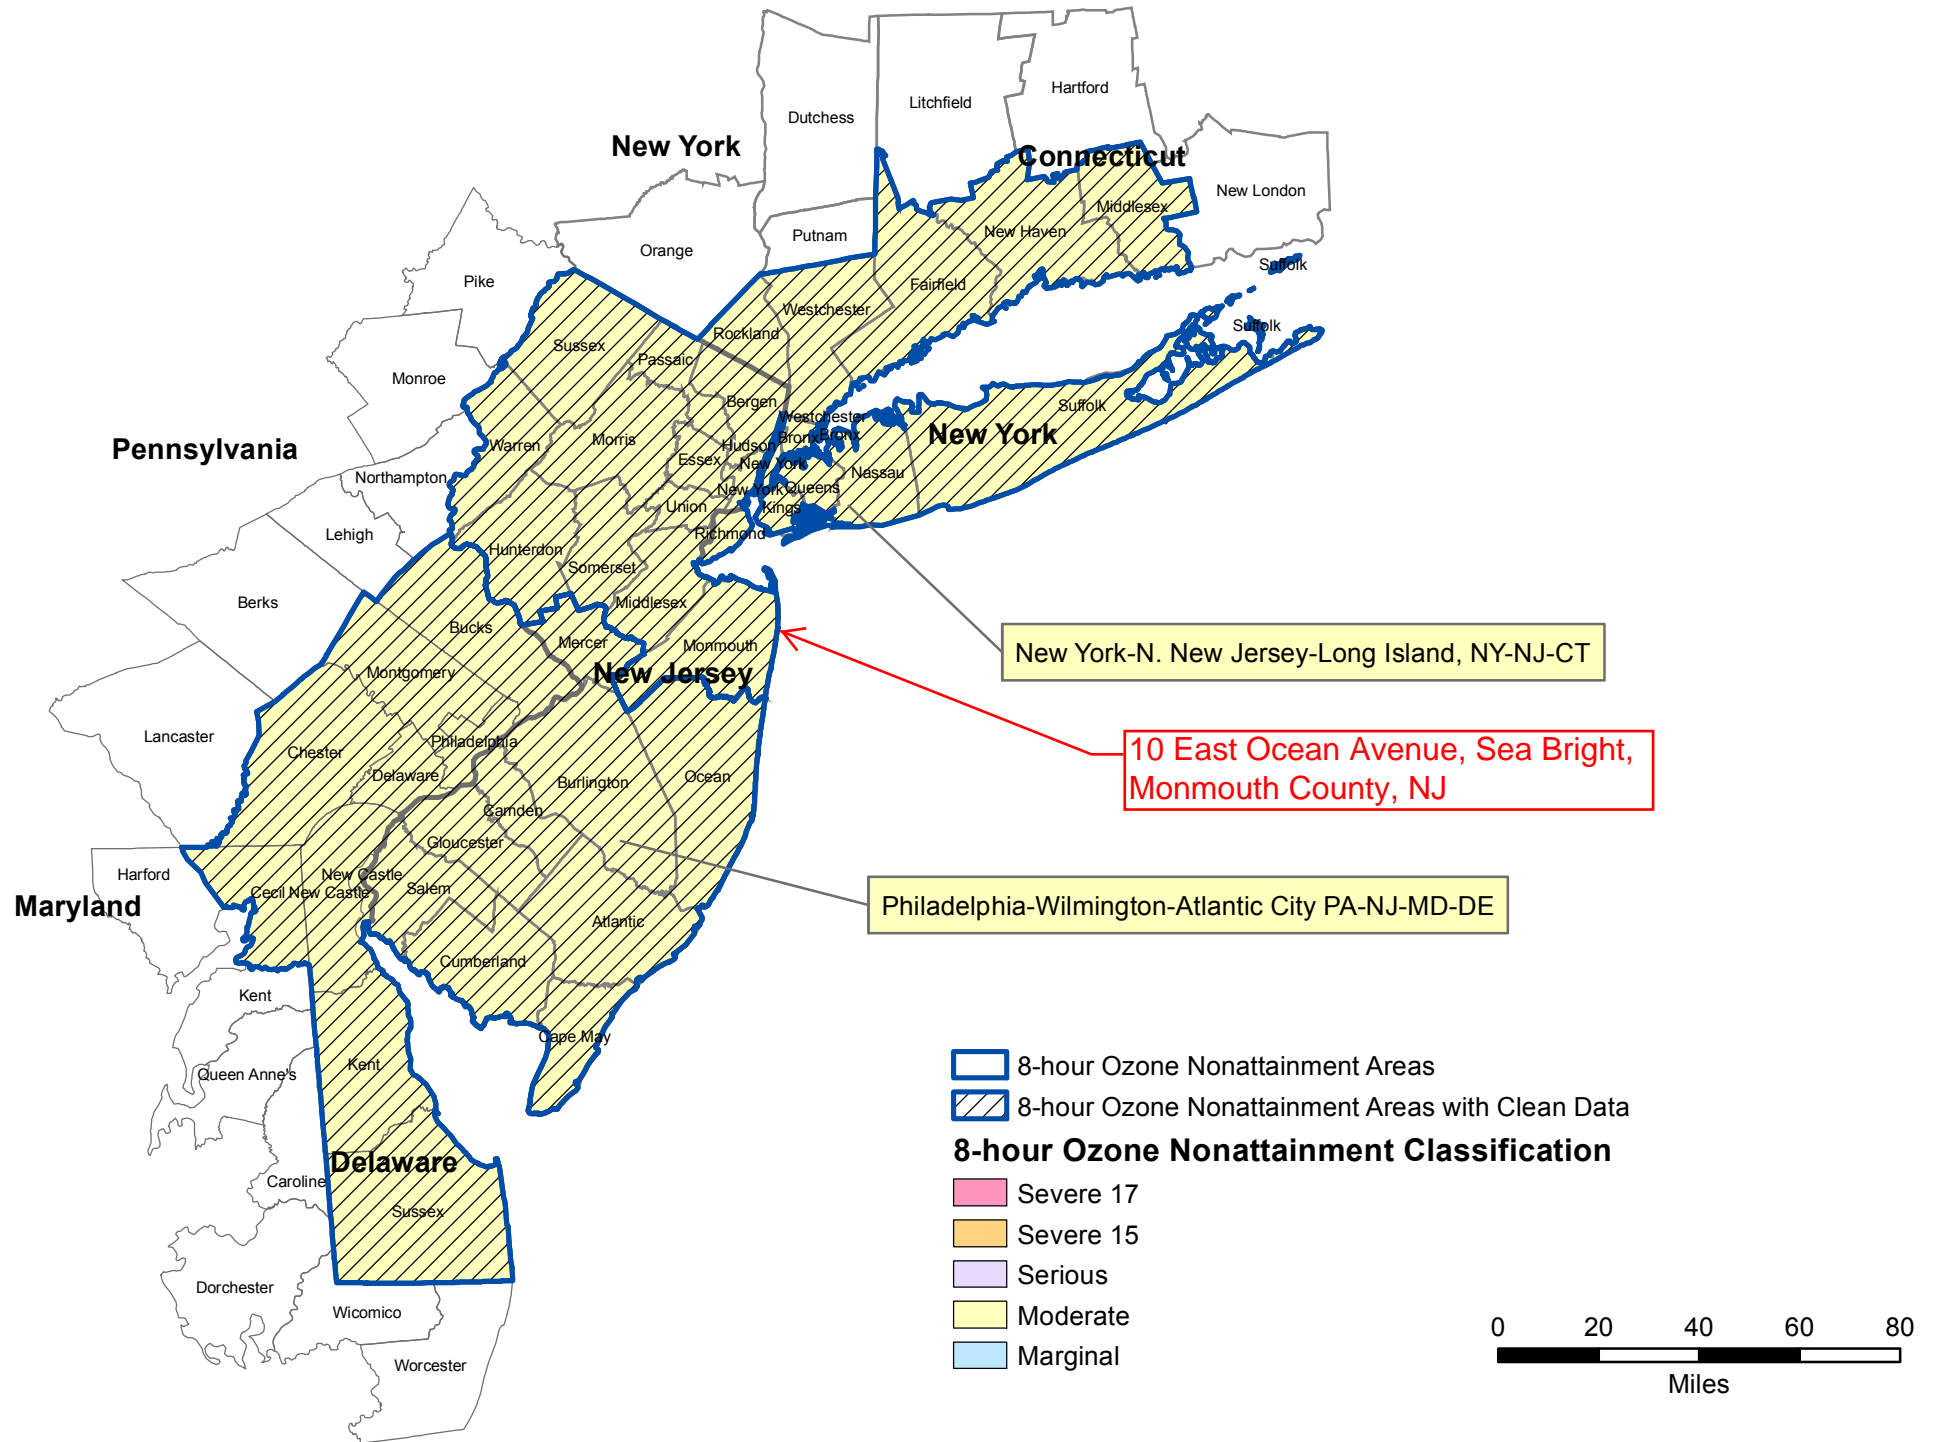 Hartford
Litchfield
Dutchess
New York
Connecticut
New London
Middlesex
New Haven
Putnam
Orange
Suffolk
Pike
Fairfield
Westchester
Suffolk
Rockland
Sussex
Passaic
Monroe
Bergen
Suffolk
Westchester
Bronx
Bronx
New York
Pennsylvania
Warren
Morris
Hudson
Essex
New York
Nassau
Northampton
New York
Queens
Union
Kings
Lehigh
Richmond
Hunterdon
Somerset
Berks
Middlesex
Bucks
Mercer
Monmouth
New York-N. New Jersey-Long Island, NY-NJ-CT
Montgomery
New Jersey
Lancaster
Chester
Philadelphia
10 East Ocean Avenue, Sea Bright,
Monmouth County, NJ
Delaware
Burlington
Ocean
Camden
Gloucester
Harford
New Castle
Cecil
New Castle
Salem
Maryland
Philadelphia-Wilmington-Atlantic City PA-NJ-MD-DE
Atlantic
Cumberland
Kent
Cape May
Kent
Queen Anne's
8-hour Ozone Nonattainment Areas
8-hour Ozone Nonattainment Areas with Clean Data
8-hour Ozone Nonattainment Classification
Delaware
Caroline
Severe 17
Sussex
Severe 15
Serious
Dorchester
Wicomico
Moderate
0 20 40 60 80
Marginal
Worcester
Miles